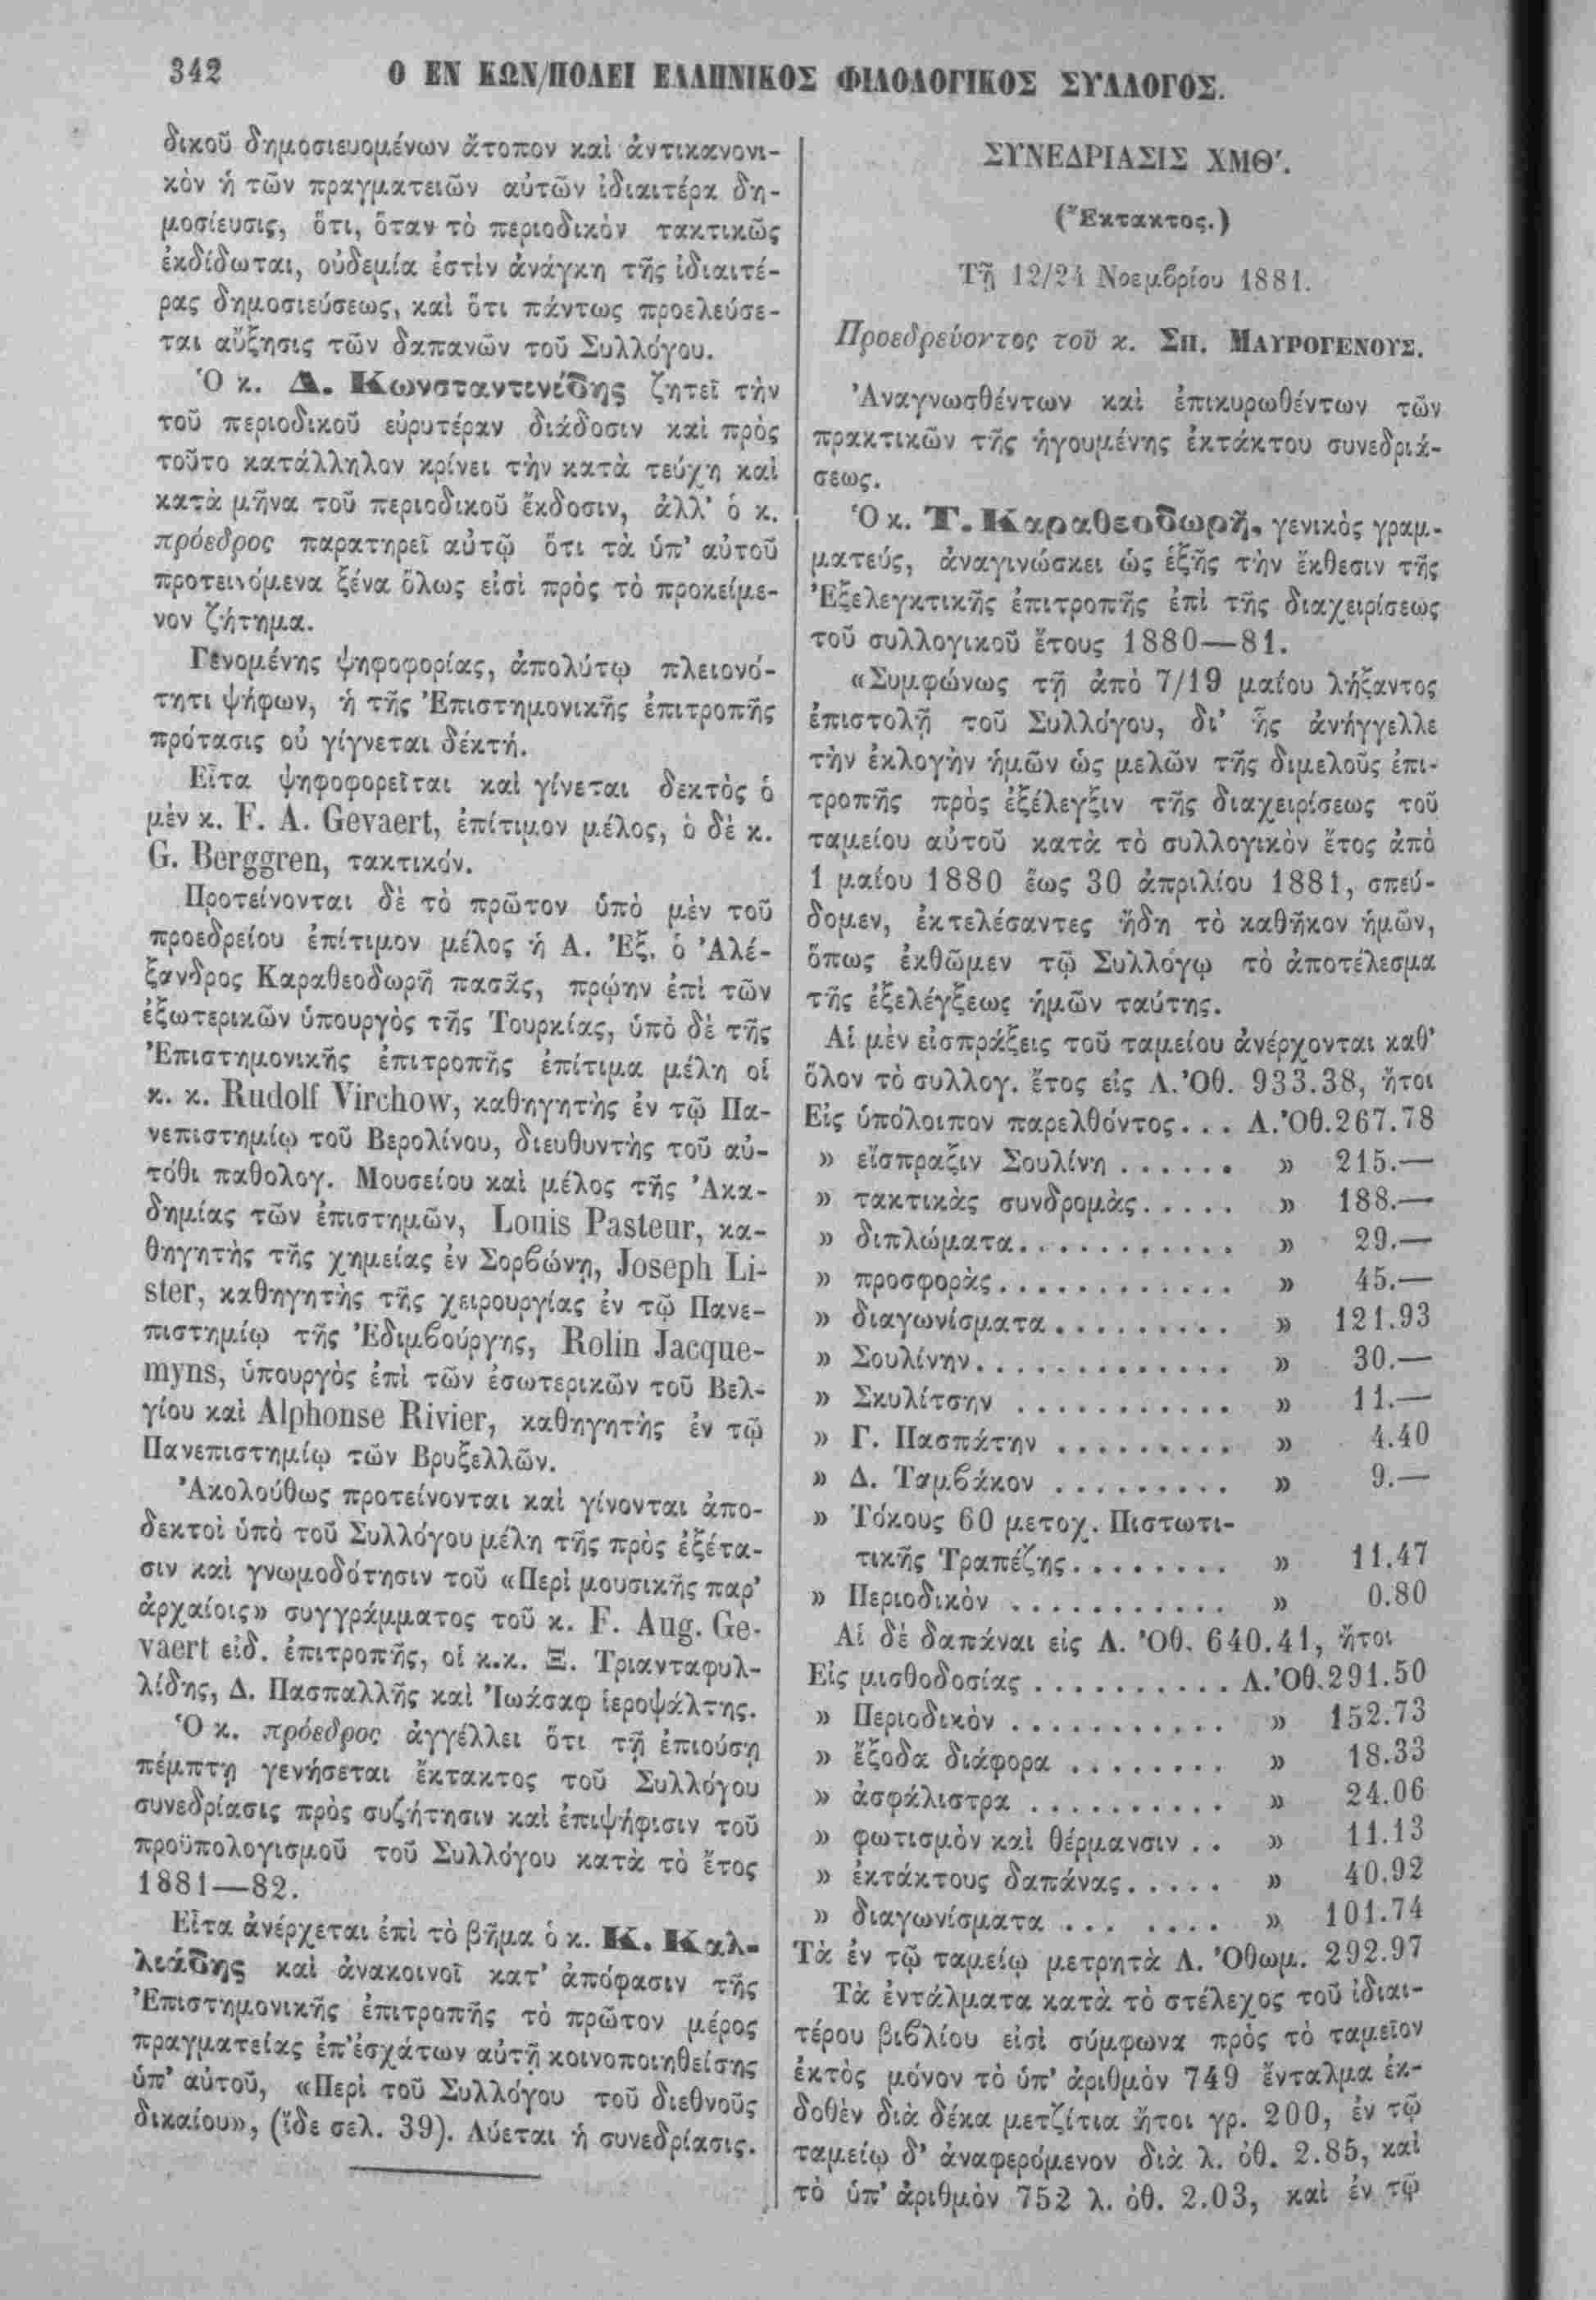 342
Ο ΕΝ ΚΩΝ/ΠΟΛΕΙ ΕΛΛΗΝΙΚΟΣ ΦΙΛΟΛΟΓΙΚΟΣ ΣΥΛΛΟΓΟΣ.
δικοῦ δημοσιευομένων ἄτοπον καὶ ἀντικανονι-
κὸν ἡ τῶν πραγματειῶν αὐτῶν ἰδιαιτέρα δη-
μοσίευσις, ὅτι, ὅταν τὸ περιοδικὸν τακτικῶς
ἐκδίδωται, οὐδεμία ἐστὶν ἀνάγκη τῆς ἰδιαιτέ-
ρας δημοσιεύσεως, καὶ ὅτι πάντως προελεύσε-
ται αὔξησις τῶν δαπανῶν τοῦ Συλλόγου.
Ὁ κ. Δ. Κωνσταντινίδης ζητεῖ τὴν
τοῦ περιοδικοῦ εὐρυτέραν διάδοσιν καὶ πρὸς
τοῦτο κατάλληλον κρίνει τὴν κατὰ τεύχη καὶ
κατὰ μῆνα τοῦ περιοδικοῦ ἔκδοσιν, ἀλλ' ὁ κ.
πρόεδρος παρατηρεῖ αὐτῷ ὅτι τὰ ὑπ' αὐτοῦ
προτεινόμενα ξένα ὅλως εἰσὶ πρὸς τὸ προκείμε-
νον ζήτημα.
Γενομένης ψηφοφορίας, ἀπολύτῳ πλειονό-
τητι ψήφων, ἡ τῆς Ἐπιστημονικῆς ἐπιτροπῆς
πρότασις οὐ γίγνεται δέκτή.
Εἶτα ψηφοφορεῖται καὶ γίνεται δεκτὸς ὁ
μὲν κ. F. A. Gevaert, ἐπίτιμον μέλος, ὁ δὲ κ.
G. Berggren, τακτικόν.
Προτείνονται δὲ τὸ πρῶτον ὑπὸ μὲν τοῦ
προεδρείου ἐπίτιμον μέλος ἡ Α. Ἐξ. ὁ Ἀλέ-
ξανδρος Καραθεοδωρῆ πασᾶς, πρώην ἐπὶ τῶν
ἐξωτερικῶν ὑπουργὸς τῆς Τουρκίας, ὑπὸ δὲ τῆς
Ἐπιστημονικῆς ἐπιτροπῆς ἐπίτιμα μέλη οἱ
κ. κ. Rudolf Virchow, καθηγητὴς ἐν τῷ Πα-
νεπιστημίῳ τοῦ Βερολίνου, διευθυντὴς τοῦ αὐ-
τόθι παθολογ. Μουσείου καὶ μέλος τῆς Ἀκα-
δημίας τῶν ἐπιστημῶν, Louis Pasteur, κα-
θηγητὴς τῆς χημείας ἐν Σορβώνῃ, Joseph Li-
ster, καθηγητὴς τῆς χειρουργίας ἐν τῷ Πανε-
πιστημίῳ τῆς Ἐδιμβούργης, Rolin Jacque-
myns, ὑπουργὸς ἐπὶ τῶν ἐσωτερικῶν τοῦ Βελ-
γίου καὶ Alphonse Rivier, καθηγητὴς ἐν τῷ
Πανεπιστημίῳ τῶν Βρυξελλῶν.
Ἀκολούθως προτείνονται καὶ γίνονται ἀπο-
δεκτοὶ ὑπὸ τοῦ Συλλόγου μέλη τῆς πρὸς ἐξέτα-
σιν καὶ γνωμοδότησιν τοῦ «Περὶ μουσικῆς παρ'
ἀρχαίοις» συγγράμματος τοῦ κ. F. Aug. Ge-
vaert εἰδ. ἐπιτροπῆς, οἱ κ.κ. Ξ. Τριανταφυλ-
λίδης, Δ. Πασπαλλῆς καὶ Ἰωάσαφ ἱεροψάλτης.
Ὁ κ. πρόεδρος ἀγγέλλει ὅτι τῇ ἐπιούσῃ
πέμπτῃ γενήσεται ἔκτακτος τοῦ Συλλόγου
συνεδρίασις πρὸς συζήτησιν καὶ ἐπιψήφισιν τοῦ
προϋπολογισμοῦ τοῦ Συλλόγου κατὰ τὸ ἔτος
1881—82.
Εἶτα ἀνέρχεται ἐπὶ τὸ βῆμα ὁ κ. Κ. Καλ-
λιάδης καὶ ἀνακοινοῖ κατ' ἀπόφασιν τῆς
Ἐπιστημονικῆς ἐπιτροπῆς τὸ πρῶτον μέρος
πραγματείας ἐπ' ἐσχάτων αὐτῇ κοινοποιηθείσης
ὑπ' αὐτοῦ, «Περὶ τοῦ Συλλόγου τοῦ διεθνοῦς
δικαίου», (ἴδε σελ. 39). Λύεται ἡ συνεδρίασις.
ΣΥΝΕΔΡΙΑΣΙΣ ΧΜΘ'.
(Ἔκτακτος.)
Τῇ 12/24 Νοεμβρίου 1881.
Προεδρεύοντος τοῦ κ. Σπ. ΜΑΥΡΟΓΕΝΟΥΣ.
Ἀναγνωσθέντων καὶ ἐπικυρωθέντων τῶν
πρακτικῶν τῆς ἡγουμένης ἐκτάκτου συνεδριά-
σεως.
Ὁ κ. Τ. Καραθεοδωρῆ, γενικὸς γραμ-
ματεύς, ἀναγινώσκει ὡς ἑξῆς τὴν ἔκθεσιν τῆς
Ἐξελεγκτικῆς ἐπιτροπῆς ἐπὶ τῆς διαχειρίσεως
τοῦ συλλογικοῦ ἔτους 1880—81.
«Συμφώνως τῇ ἀπὸ 7/19 μαΐου λήξαντος
ἐπιστολῇ τοῦ Συλλόγου, δι' ἧς ἀνήγγελλε
τὴν ἐκλογὴν ἡμῶν ὡς μελῶν τῆς διμελοῦς ἐπι-
τροπῆς πρὸς ἐξέλεγξιν τῆς διαχειρίσεως τοῦ
ταμείου αὐτοῦ κατὰ τὸ συλλογικὸν ἔτος ἀπὸ
1 μαΐου 1880 ἕως 30 ἀπριλίου 1881, σπεύ-
δομεν, ἐκτελέσαντες ἤδη τὸ καθῆκον ἡμῶν,
ὅπως ἐκθῶμεν τῷ Συλλόγῳ τὸ ἀποτέλεσμα
τῆς ἐξελέγξεως ἡμῶν ταύτης.
Αἱ μὲν εἰσπράξεις τοῦ ταμείου ἀνέρχονται καθ'
ὅλον τὸ συλλογ. ἔτος εἰς Λ. Ὀθ. 933.38, ἤτοι
Εἰς ὑπόλοιπον παρελθόντος... Λ. Ὀθ. 267.78
» εἴσπραξιν Σουλίνη...... » 215.—
» τακτικὰς συνδρομὰς..... » 188.—
» διπλώματα........... » 29.—
» προσφορὰς............ » 45.—
» διαγωνίσματα......... » 121.93
» Σουλίνην............. » 30.—
» Σκυλίτσην ........... » 11.—
» Γ. Πασπάτην ......... » 4.40
» Δ. Ταμβάκον ......... » 9.—
» Τόκους 60 μετοχ. Πιστωτι-
τικῆς Τραπέζης........ » 11.47
» Περιοδικὸν ........... » 0.80
Αἱ δὲ δαπάναι εἰς Λ. Ὀθ. 640.41, ἤτοι
Εἰς μισθοδοσίας .......... Λ. Ὀθ. 291.50
» Περιοδικὸν ........... » 152.73
» ἔξοδα διάφορα ........ » 18.33
» ἀσφάλιστρα .......... » 24.06
» φωτισμὸν καὶ θέρμανσιν .. » 11.13
» ἐκτάκτους δαπάνας..... » 40.92
» διαγωνίσματα ... .... » 101.74
Τὰ ἐν τῷ ταμείῳ μετρητὰ Λ. Ὀθωμ. 292.97
Τὰ ἐντάλματα κατὰ τὸ στέλεχος τοῦ ἰδιαι-
τέρου βιβλίου εἰσὶ σύμφωνα πρὸς τὸ ταμεῖον
ἐκτὸς μόνον τὸ ὑπ' ἀριθμὸν 749 ἔνταλμα ἐκ-
δοθὲν διὰ δέκα μετζίτια ἤτοι γρ. 200, ἐν τῷ
ταμείῳ δ' ἀναφερόμενον διὰ λ. ὀθ. 2.85, καὶ
τὸ ὑπ' ἀριθμὸν 752 λ. ὀθ. 2.03, καὶ ἐν τῷ